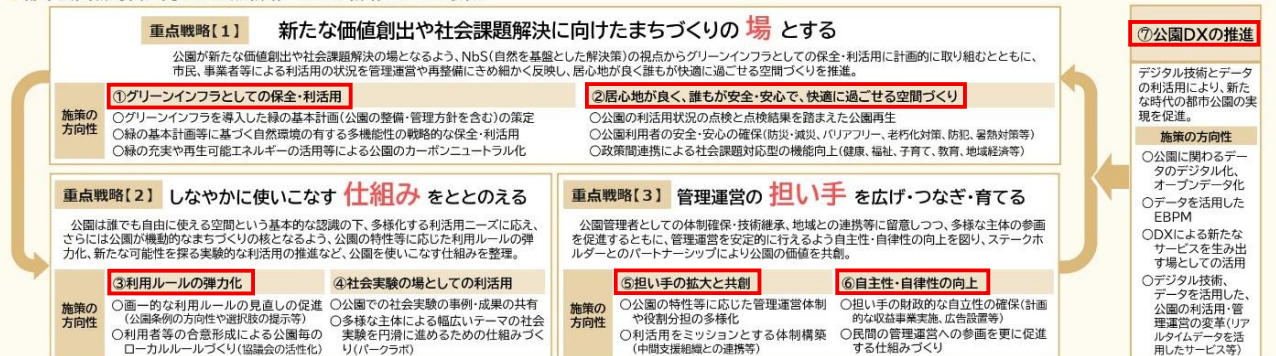 重点戦略【1】 新たな価値創出や社会課題解決に向けたまちづくりの 場 とする
公園が新たな価値創出や社会課題解決の場となるよう、NbS(自然を基盤とした解決策)の視点からグリーンインフラとしての保全・利活用に計画的に取り組むとともに、
市民、事業者等による利活用の状況を管理運営や再整備にきめ細かく反映し、居心地が良く誰もが快適に過ごせる空間づくりを推進。
施策の
方向性
①グリーンインフラとしての保全・利活用
○グリーンインフラを導入した緑の基本計画(公園の整備・管理方針を含む)の策定
○緑の基本計画等に基づく自然環境の有する多機能性の戦略的な保全・利活用
○緑の充実や再生可能エネルギーの活用等による公園のカーボンニュートラル化
②居心地が良く、誰もが安全・安心で、快適に過ごせる空間づくり
○公園の利活用状況の点検と点検結果を踏まえた公園再生
○公園利用者の安全・安心の確保(防災・減災、バリアフリー、老朽化対策、防犯、暑熱対策等)
○政策間連携による社会課題対応型の機能向上(健康、福祉、子育て、教育、地域経済等)
重点戦略【2】 しなやかに使いこなす 仕組み をととのえる
公園は誰でも自由に使える空間という基本的な認識の下、多様化する利活用ニーズに応え、
さらには公園が機動的なまちづくりの核となるよう、公園の特性等に応じた利用ルールの弾
力化、新たな可能性を探る実験的な利活用の推進など、公園を使いこなす仕組みを整理。
施策の
方向性
③利用ルールの弾力化
○画一的な利用ルールの見直しの促進
(公園条例の方向性や選択肢の提示等)
○利用者等の合意形成による公園毎の
ローカルルールづくり(協議会の活性化)
④社会実験の場としての利活用
○公園での社会実験の事例・成果の共有
○多様な主体による幅広いテーマの社会
実験を円滑に進めるための仕組みづく
り(パークラボ)
重点戦略【3】 管理運営の 担い手 を広げ・つなぎ・育てる
公園管理者としての体制確保・技術継承、地域との連携等に留意しつつ、多様な主体の参画
を促進するともに、管理運営を安定的に行えるよう自主性・自律性の向上を図り、ステークホ
ルダーとのパートナーシップにより公園の価値を共創。
施策の
方向性
⑤担い手の拡大と共創
○公園の特性等に応じた管理運営体制
や役割分担の多様化
○利活用をミッションとする体制構築
(中間支援組織との連携等)
⑥自主性・自律性の向上
○担い手の財政的な自立性の確保(計画
的な収益事業実施、広告設置等)
○民間の管理運営への参画を更に促進
する仕組みづくり
⑦公園DXの推進
デジタル技術とデータ
の利活用により、新た
な時代の都市公園の実
現を促進。
施策の方向性
○公園に関わるデー
タのデジタル化、
オープンデータ化
○データを活用した
EBPM
○DXによる新たな
サービスを生み出
す場としての活用
○デジタル技術、
データを活用した、
公園の利活用・管
理運営の変革(リア
ルタイムデータを活
用したサービス等)